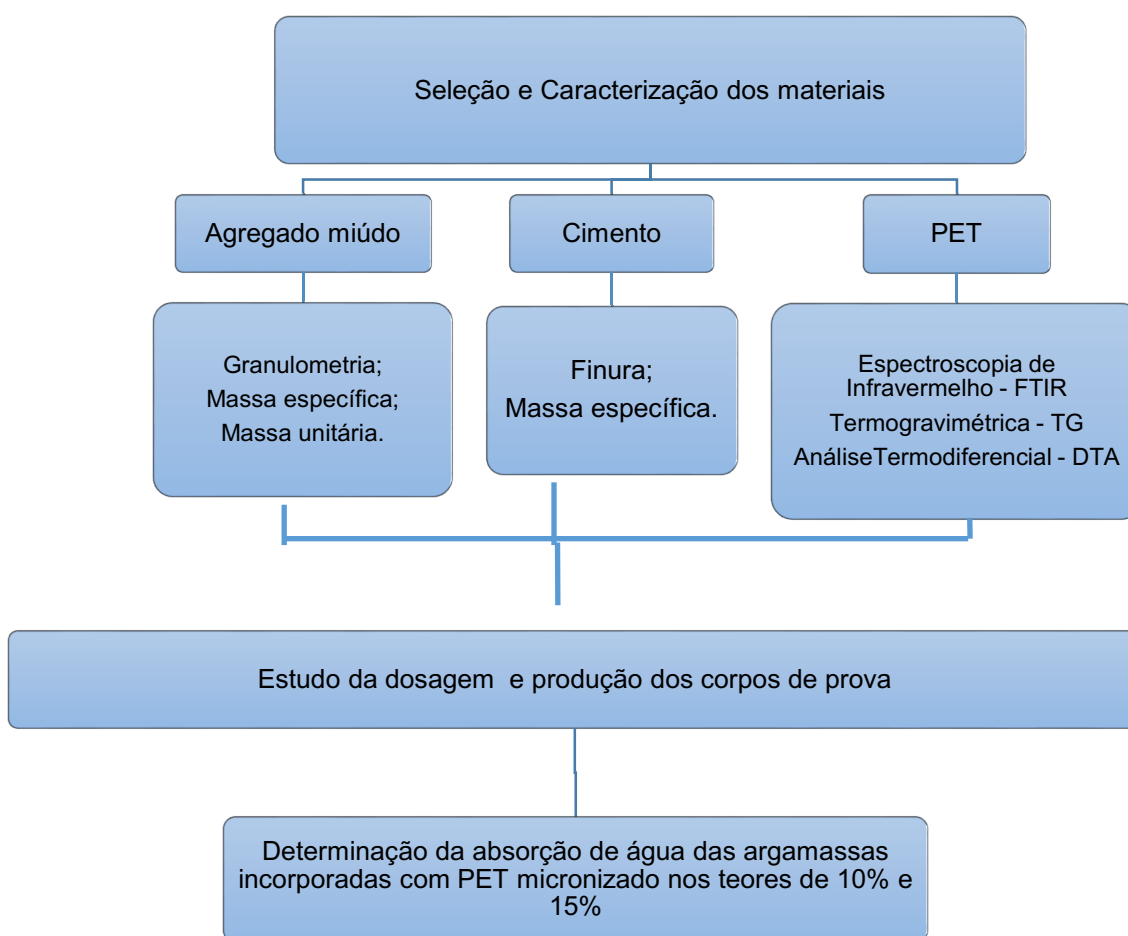 Seleção e Caracterização dos materiais
Agregado miúdo
Cimento
PET
Granulometria;
Massa específica;
Massa unitária.
Finura;
Massa específica.
Espectroscopia de
Infravermelho - FTIR
Termogravimétrica - TG
AnáliseTermodiferencial - DTA
Estudo da dosagem e produção dos corpos de prova
Determinação da absorção de água das argamassas
incorporadas com PET micronizado nos teores de 10% e
15%